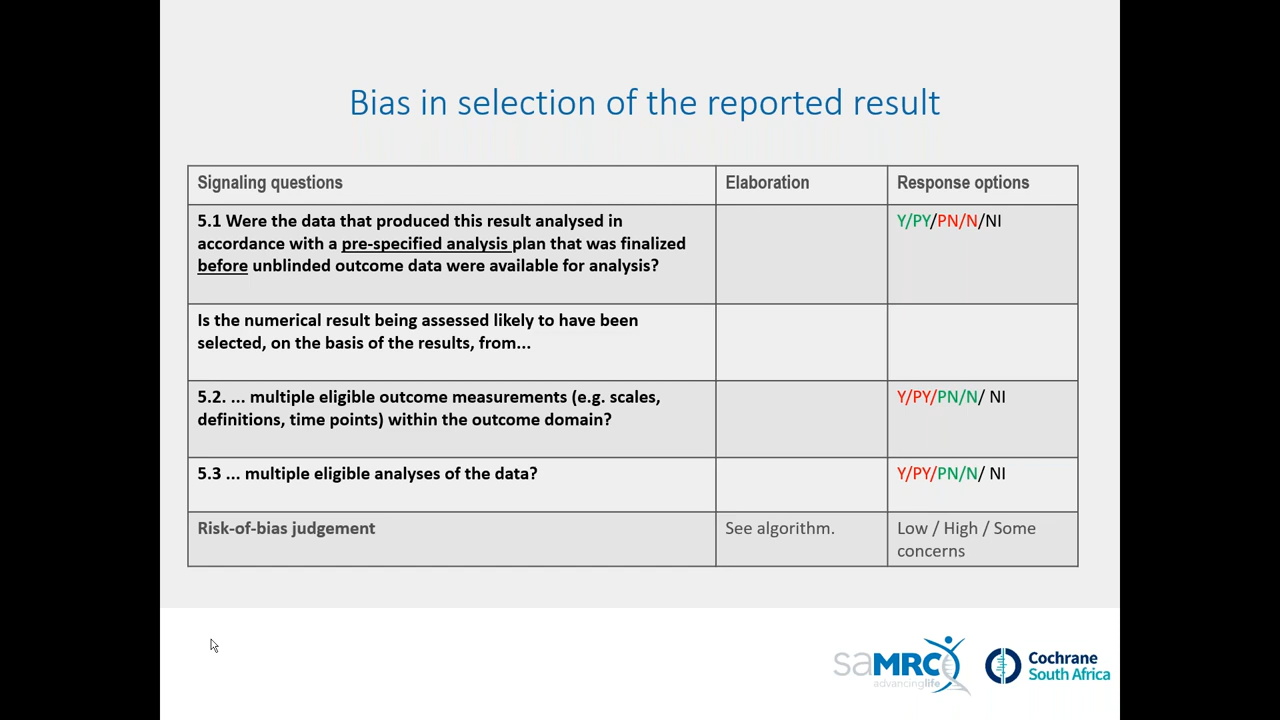 Bias in selection of the reported result
Signaling questions
Elaboration
Response options
5.1 Were the data that produced this result analysed in
accordance with a pre-specified analysis plan that was finalized
before unblinded outcome data were available for analysis?
Y/PY/PN/N/NI
Is the numerical result being assessed likely to have been
selected, on the basis of the results, from...
5.2. ... multiple eligible outcome measurements (e.g. scales,
definitions, time points) within the outcome domain?
Y/PY/PN/N/ NI
5.3 ... multiple eligible analyses of the data?
Y/PY/PN/N/ NI
Risk-of-bias judgement
See algorithm.
Low / High / Some
concerns
saMRC
advancinglife
Cochrane
South Africa